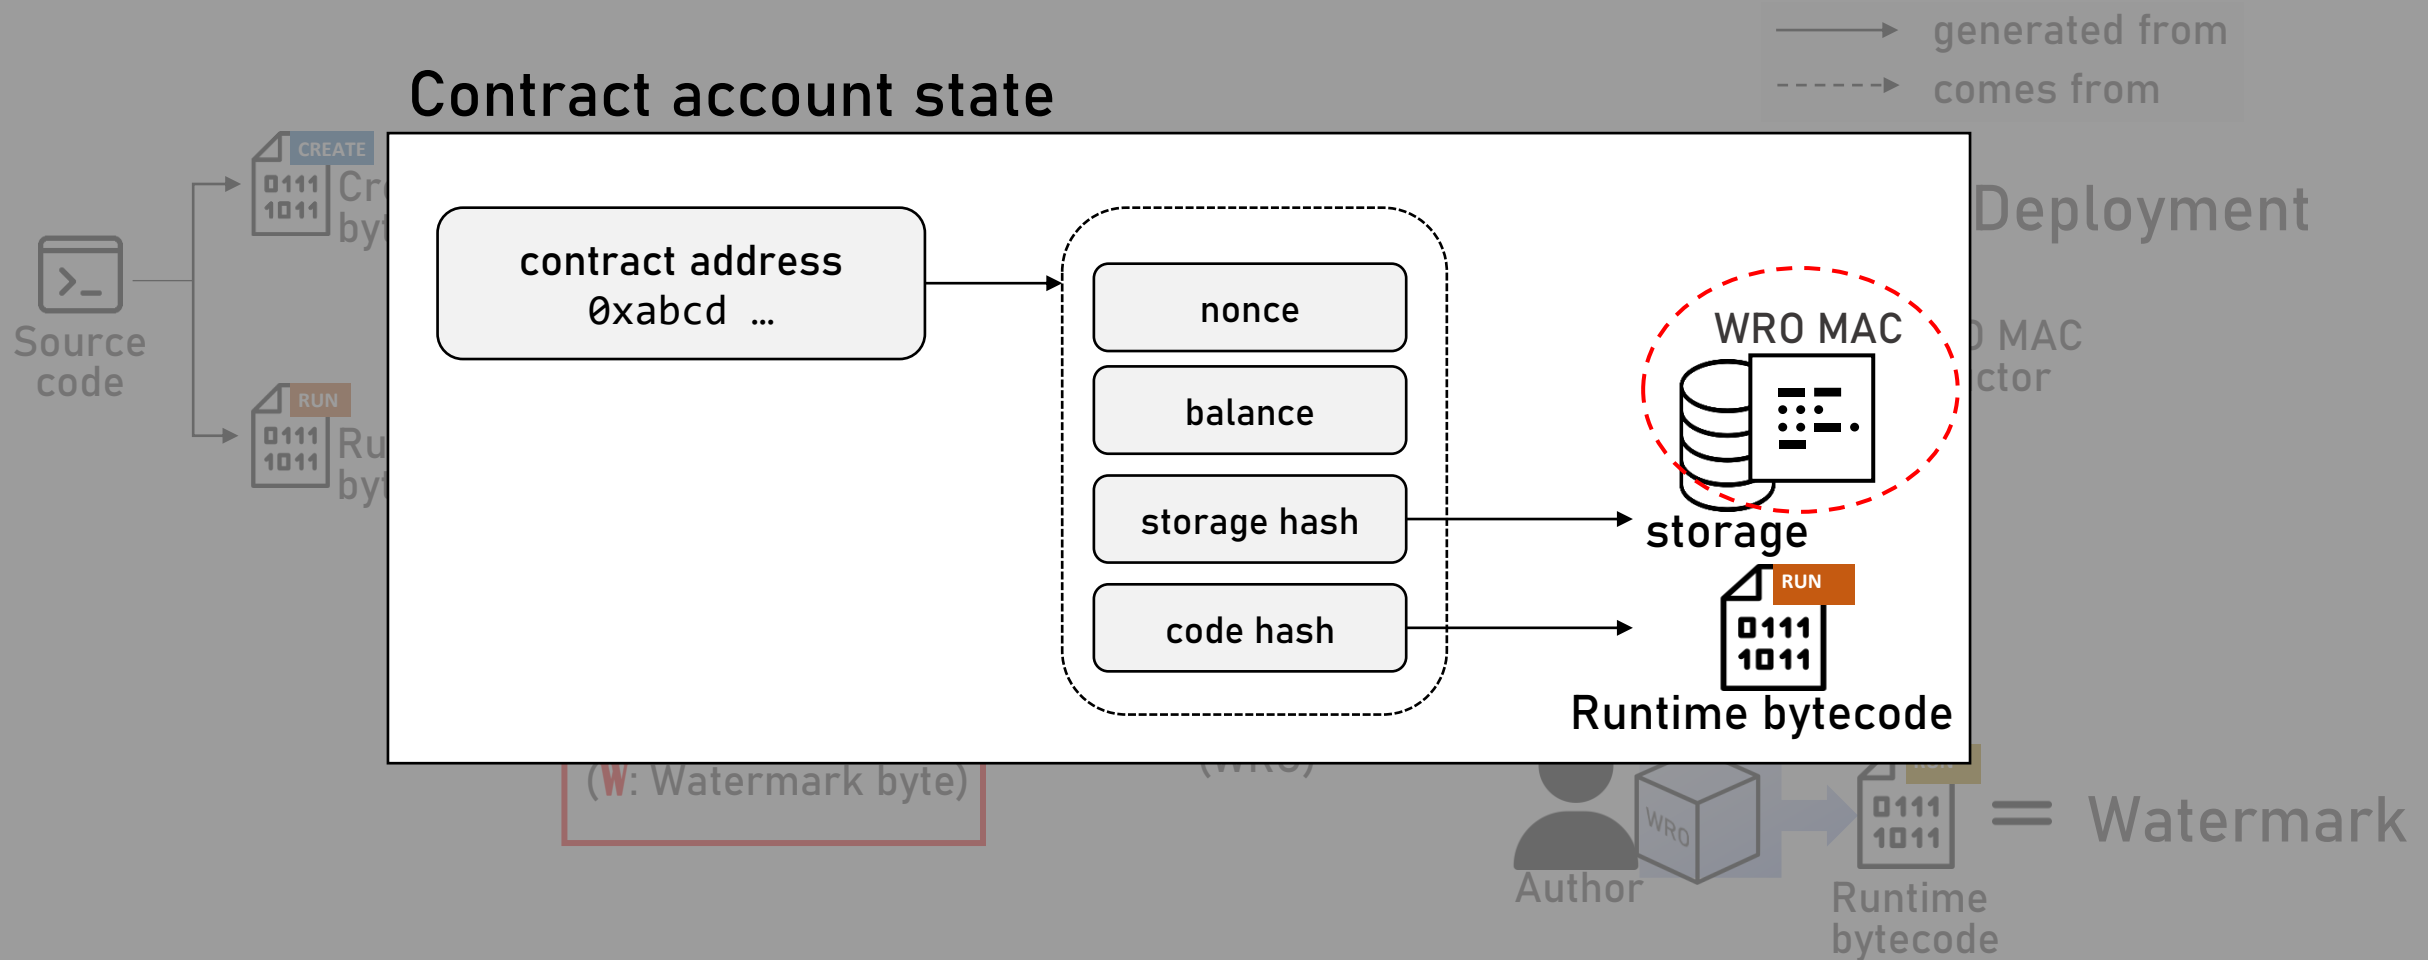 generated from
comes from
Contract account state
CREATE
0111
1011
Source
code
RUN
0111
1011
contract address
0xabcd ...
nonce
balance
storage hash
code hash
WRO MAC
storage
RUN
0111
1011
Runtime bytecode
Deployment
MAC
(W: Watermark byte)
WRO
Author
0111
1011
Runtime
bytecode
= Watermark